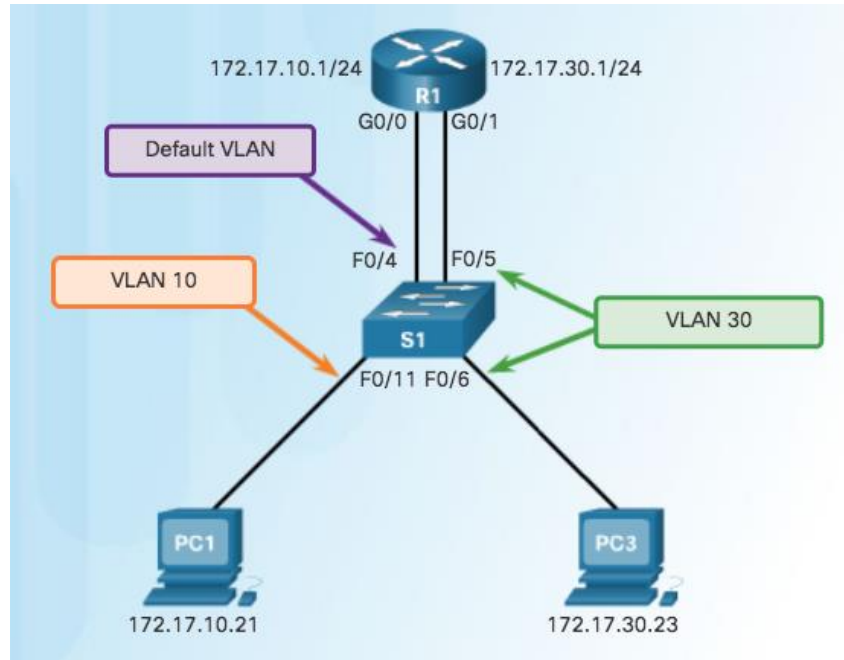 172.17.10.1/24
172.17.30.1/24
R1
G0/0
G0/1
Default VLAN
F0/4
F0/5
VLAN 10
VLAN 30
S1
F0/11
F0/6
PC1
PC3
172.17.10.21
172.17.30.23